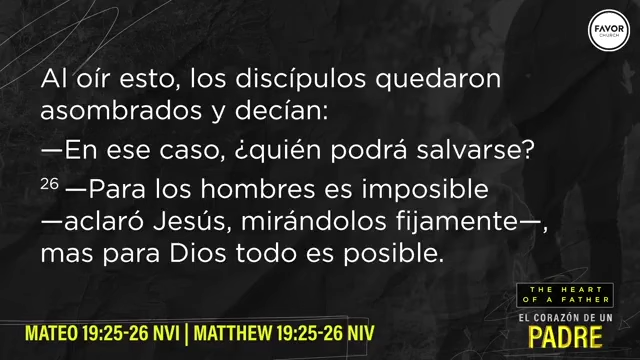 FAVOR
CHURCH
Al oír esto, los discípulos quedaron
asombrados y decían:
—En ese caso, ¿quién podrá salvarse?
26 —Para los hombres es imposible
—aclaró Jesús, mirándolos fijamente—,
mas para Dios todo es posible.
THE HEART
OF A FATHER
EL CORAZÓN DE UN
PADRE
MATEO 19:25-26 NVI | MATTHEW 19:25-26 NIV